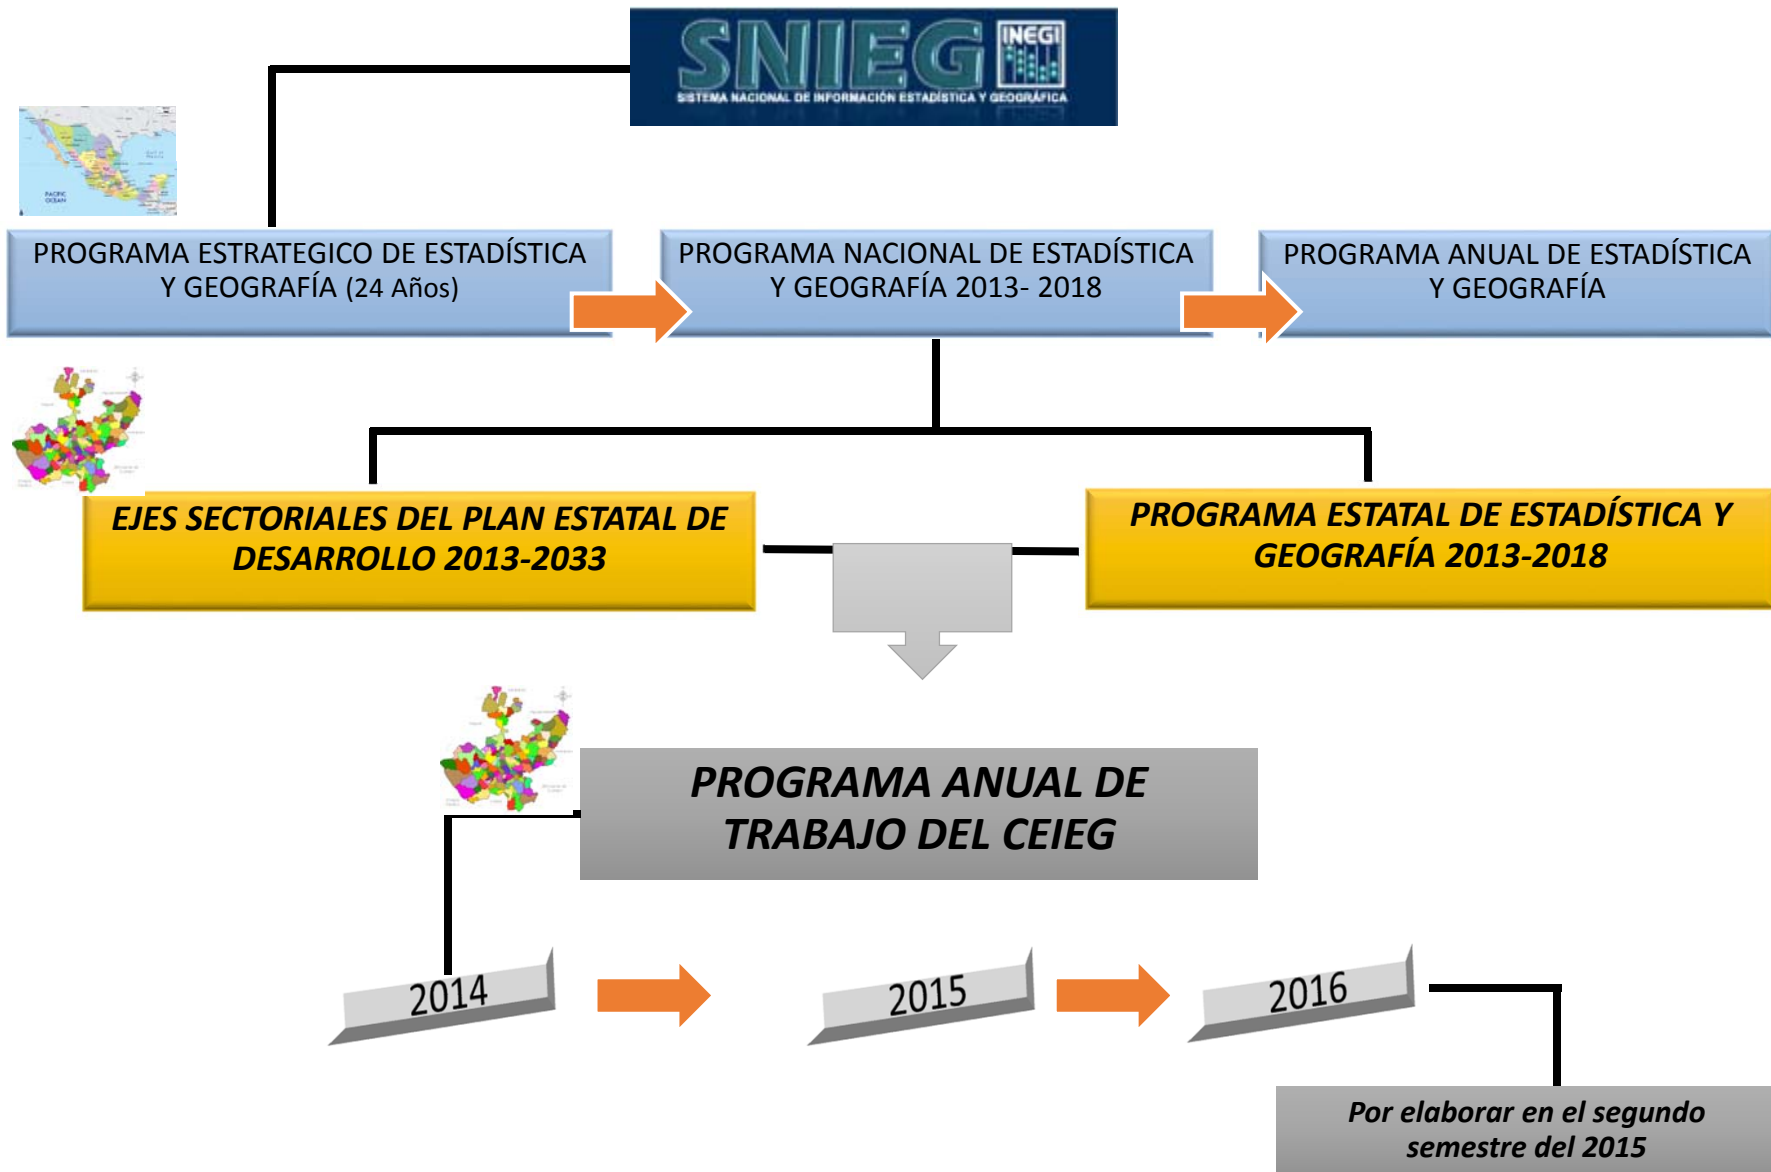 SNIEG
INEGI
SISTEMA NACIONAL DE INFORMACIÓN ESTADÍSTICA Y GEOGRÁFICA
PACIFIC
OCEAN
PROGRAMA ESTRATEGICO DE ESTADÍSTICA
Y GEOGRAFÍA (24 Años)
PROGRAMA NACIONAL DE ESTADÍSTICA
Y GEOGRAFÍA 2013- 2018
PROGRAMA ANUAL DE ESTADÍSTICA
Y GEOGRAFÍA
EJES SECTORIALES DEL PLAN ESTATAL DE
DESARROLLO 2013-2033
PROGRAMA ESTATAL DE ESTADÍSTICA Y
GEOGRAFÍA 2013-2018
PROGRAMA ANUAL DE
TRABAJO DEL CEIEG
2014
2015
2016
Por elaborar en el segundo
semestre del 2015